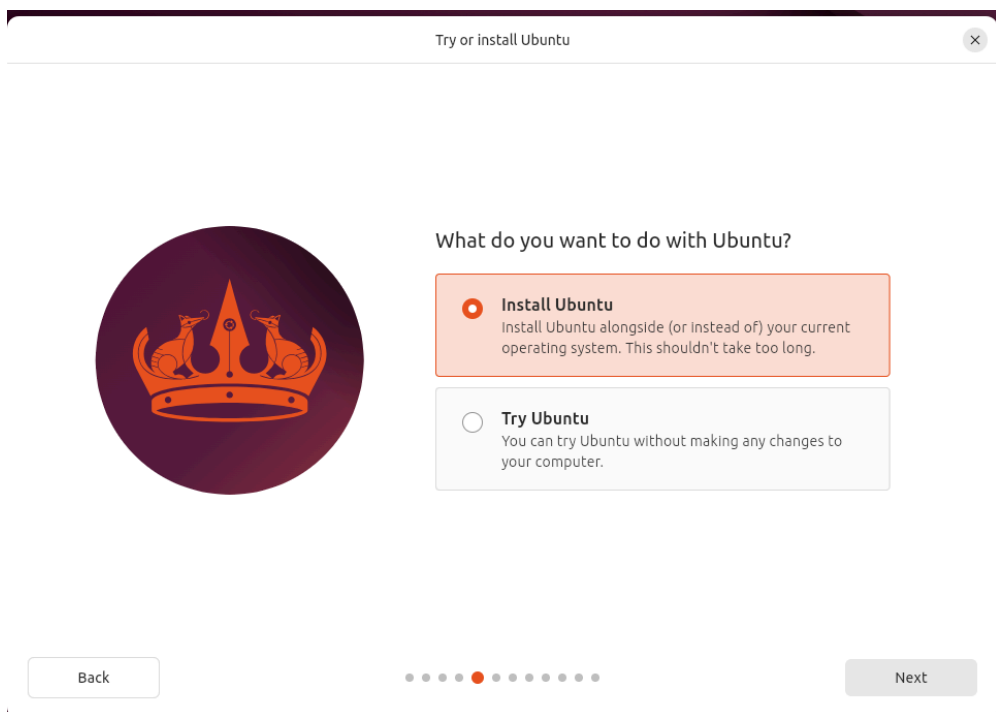 Try or install Ubuntu
What do you want to do with Ubuntu?
Install Ubuntu
Install Ubuntu alongside (or instead of) your current
operating system. This shouldn't take too long.
Try Ubuntu
You can try Ubuntu without making any changes to
your computer.
Back
Next